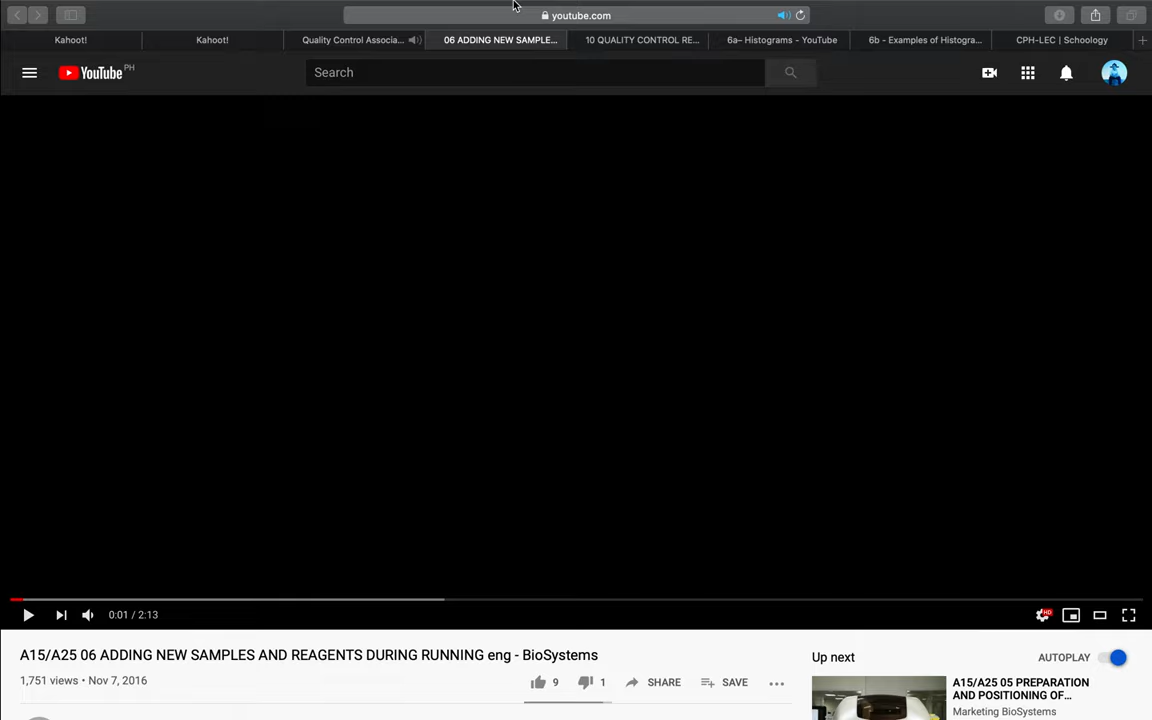 youtube.com
Kahoot!
Kahoot!
Quality Control Associa...
06 ADDING NEW SAMPLE...
10 QUALITY CONTROL RE...
6a– Histograms - YouTube
6b - Examples of Histogra...
CPH-LEC | Schoology
YouTube PH
Search
0:01 / 2:13
HD
A15/A25 06 ADDING NEW SAMPLES AND REAGENTS DURING RUNNING eng - BioSystems
1,751 views • Nov 7, 2016
9
1
SHARE
SAVE
Up next
AUTOPLAY
A15/A25 05 PREPARATION
AND POSITIONING OF...
Marketing BioSystems